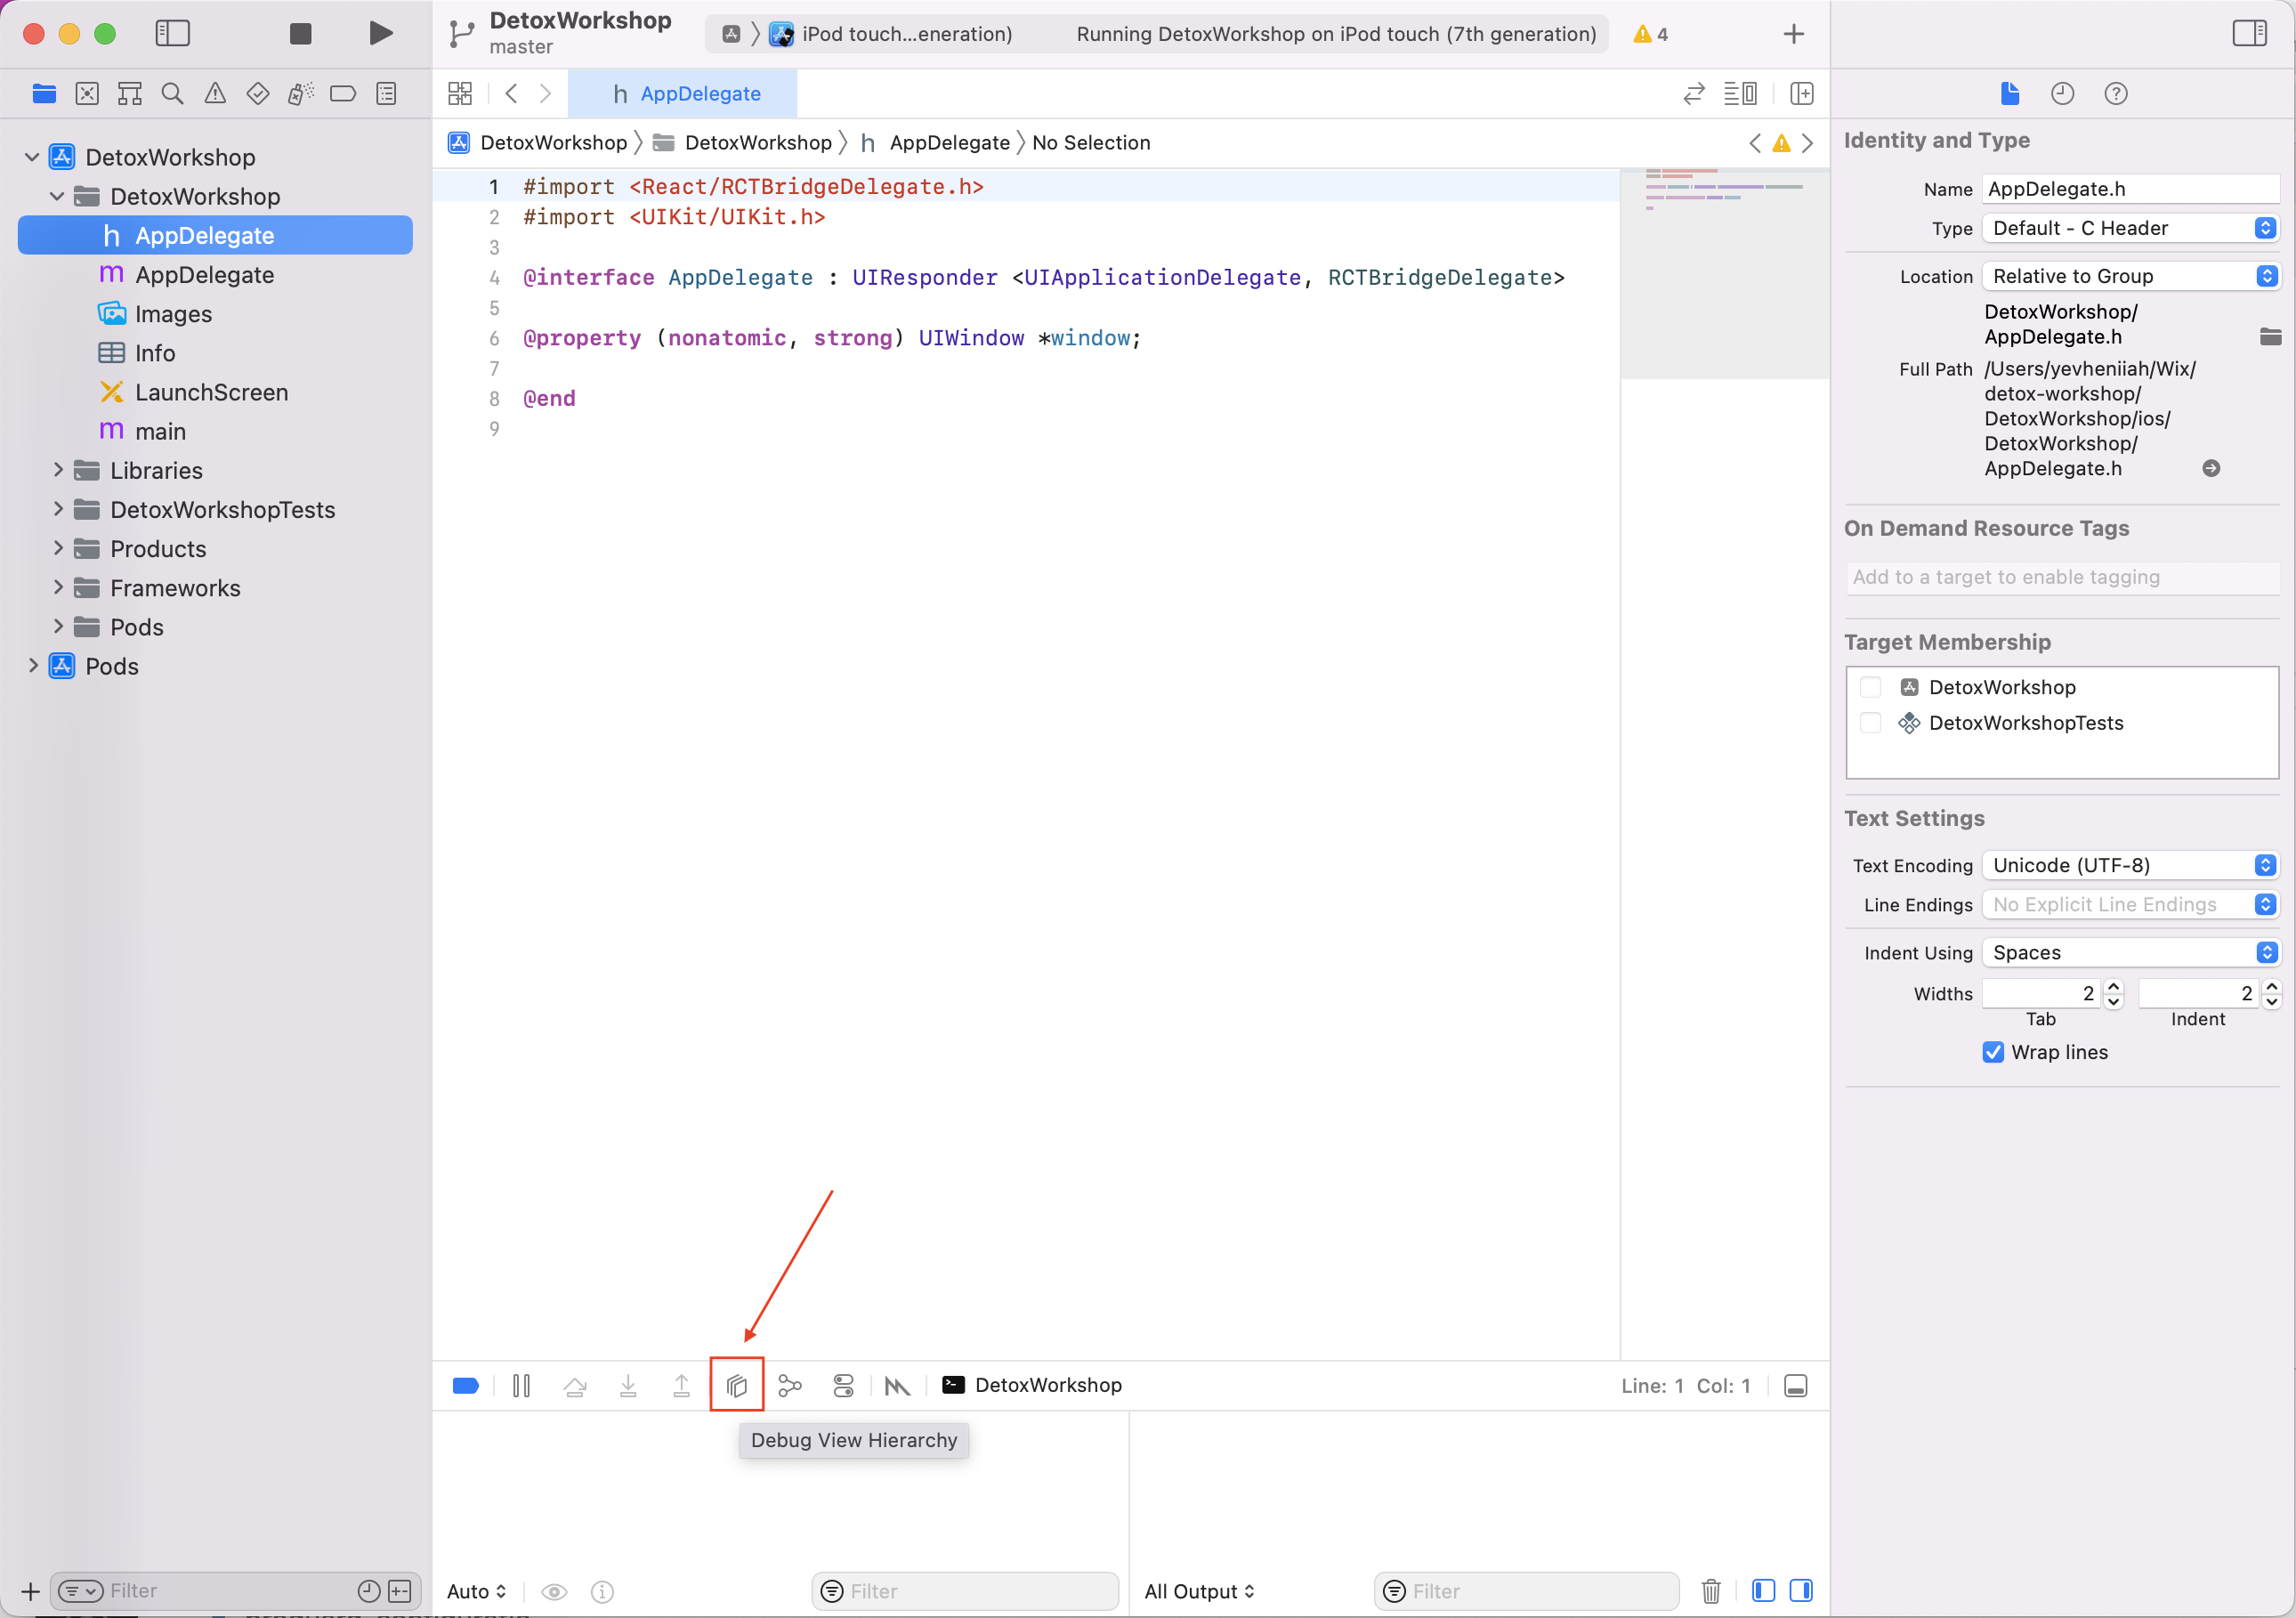 DetoxWorkshop
master
iPod touch...eneration)
Running DetoxWorkshop on iPod touch (7th generation)
4
h AppDelegate
DetoxWorkshop
DetoxWorkshop
h AppDelegate
m AppDelegate
Images
Info
LaunchScreen
m main
Libraries
DetoxWorkshopTests
Products
Frameworks
Pods
Pods
Filter
DetoxWorkshop
DetoxWorkshop
h AppDelegate
No Selection
1 #import <React/RCTBridgeDelegate.h>
2 #import <UIKit/UIKit.h>
3
4 @interface AppDelegate : UIResponder <UIApplicationDelegate, RCTBridgeDelegate>
5
6 @property (nonatomic, strong) UIWindow *window;
7
8 @end
9
DetoxWorkshop
Line: 1 Col: 1
Debug View Hierarchy
Auto
Filter
All Output
Filter
Identity and Type
Name AppDelegate.h
Type Default - C Header
Location Relative to Group
DetoxWorkshop/
AppDelegate.h
Full Path /Users/yevheniiah/Wix/
detox-workshop/
DetoxWorkshop/ios/
DetoxWorkshop/
AppDelegate.h
On Demand Resource Tags
Add to a target to enable tagging
Target Membership
DetoxWorkshop
DetoxWorkshopTests
Text Settings
Text Encoding Unicode (UTF-8)
Line Endings No Explicit Line Endings
Indent Using Spaces
Widths 2 2
Tab Indent
Wrap lines